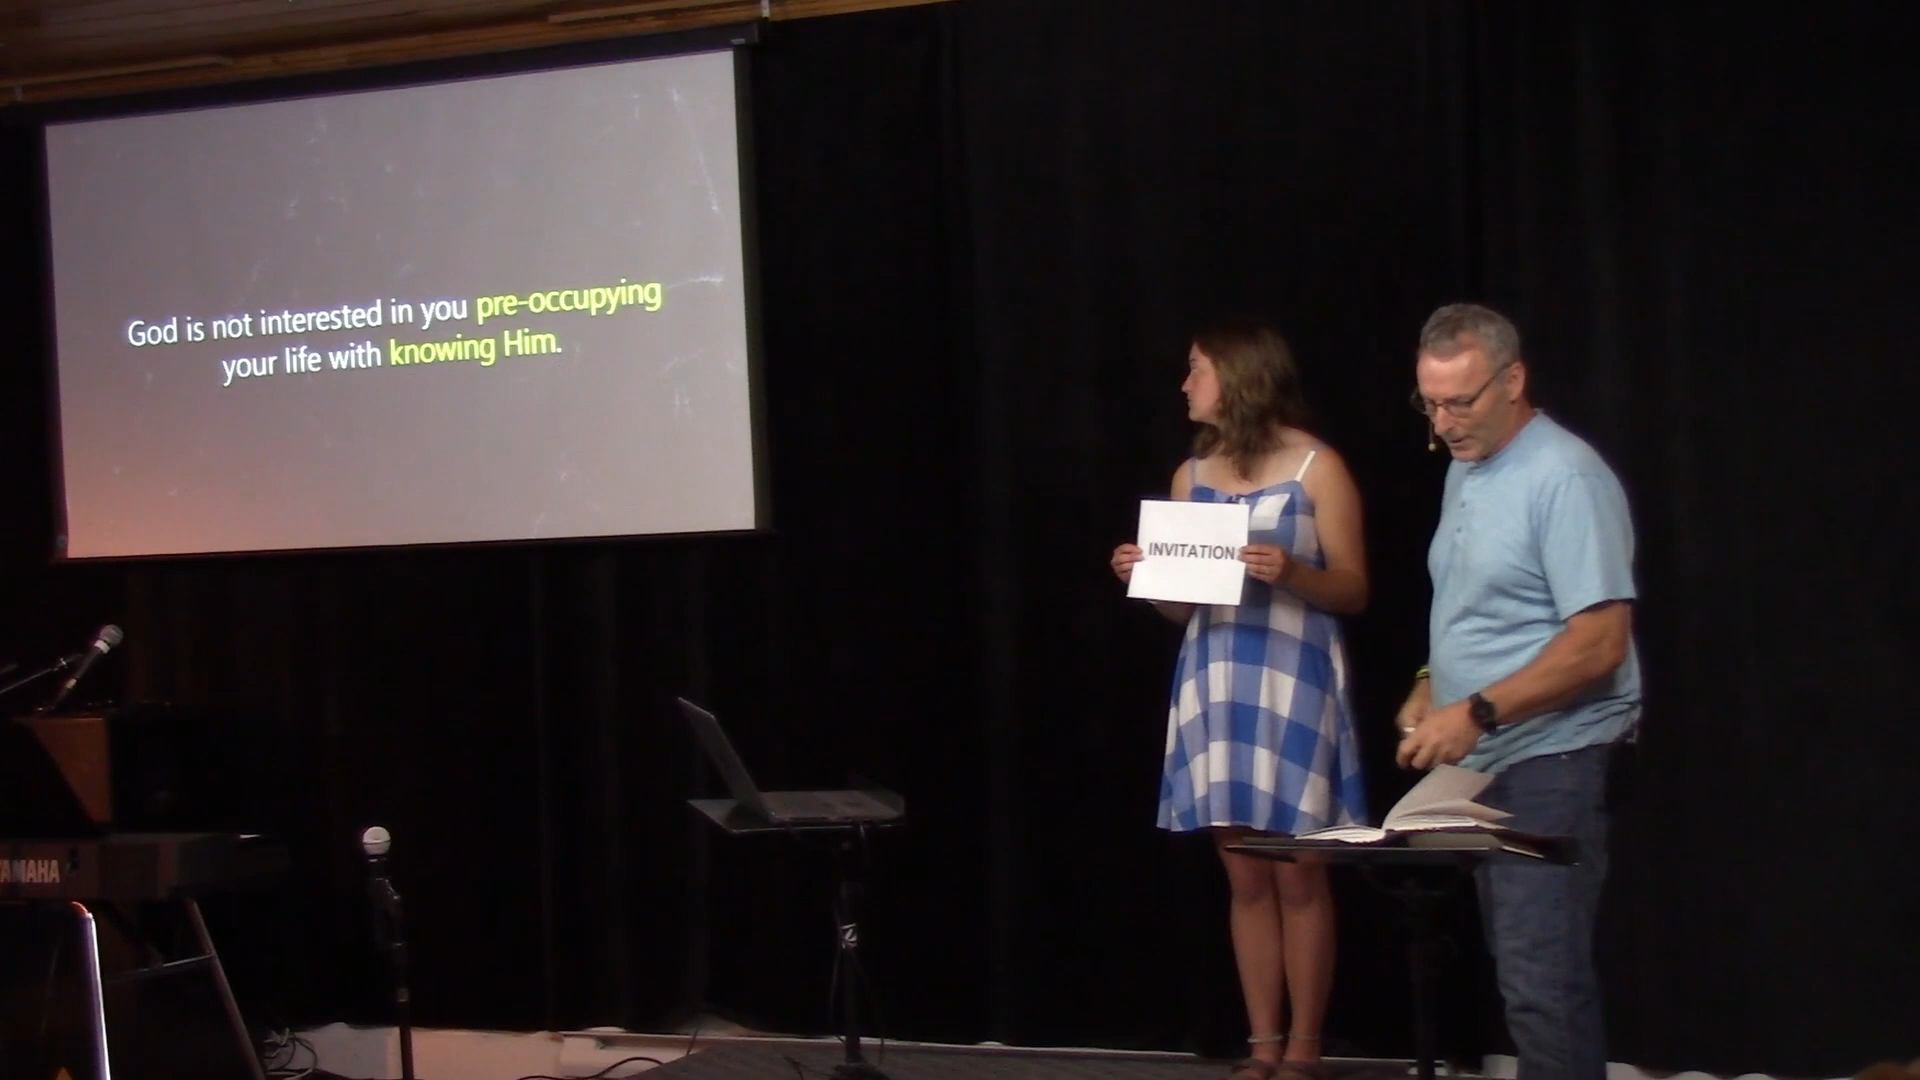 God is not interested in you pre-occupying
your life with knowing Him.
INVITATION
YAMAHA